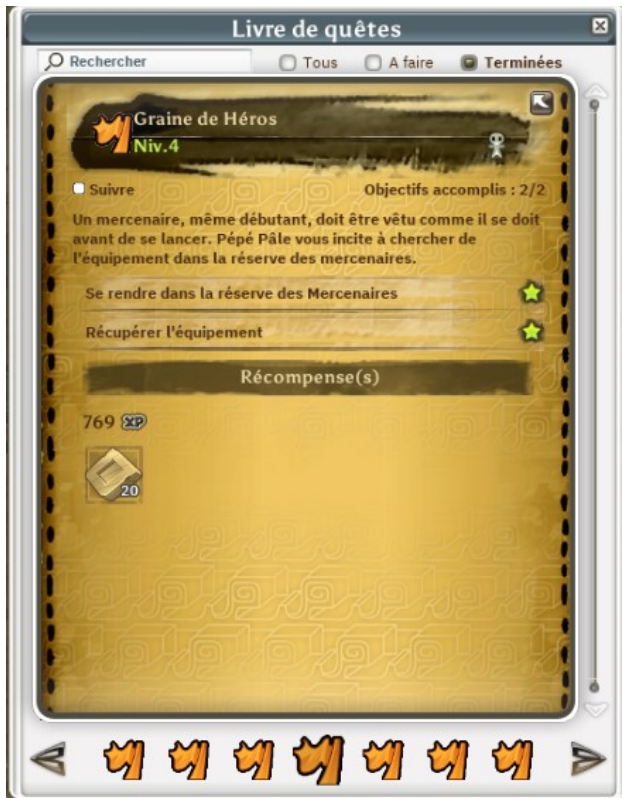 Livre de quêtes
Rechercher Tous A faire Terminées
Graine de Héros
Niv.4
Suivre Objectifs accomplis : 2/2
Un mercenaire, même débutant, doit être vêtu comme il se doit
avant de se lancer. Pépé Pâle vous incite à chercher de
l'équipement dans la réserve des mercenaires.
Se rendre dans la réserve des Mercenaires
Récupérer l'équipement
Récompense(s)
769 XP
20